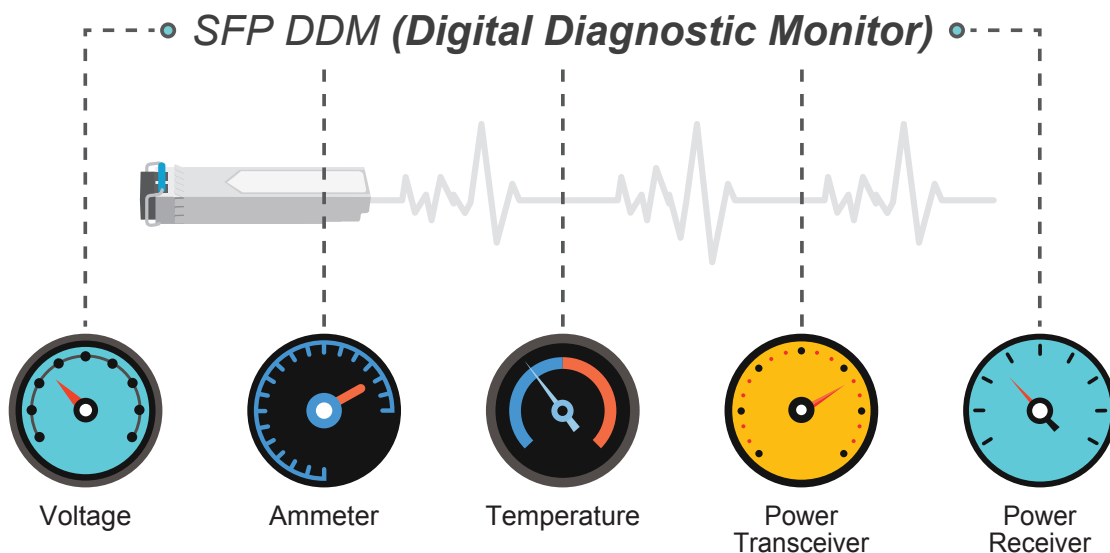 SFP DDM (Digital Diagnostic Monitor)
Voltage
Ammeter
Temperature
Power
Transceiver
Power
Receiver